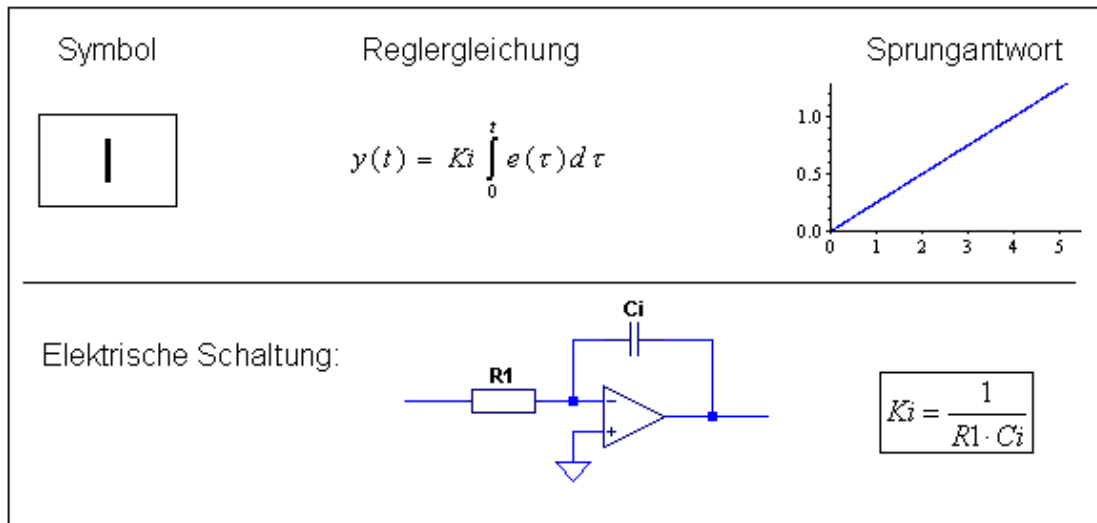 Symbol
Reglergleichung
Sprungantwort
I
y(t) = Ki ∫₀ᵗ e(τ)dτ
1.0
0.5
0.0
0 1 2 3 4 5
Elektrische Schaltung:
Ci
R1
−
+
Ki = 1 / (R1 · Ci)